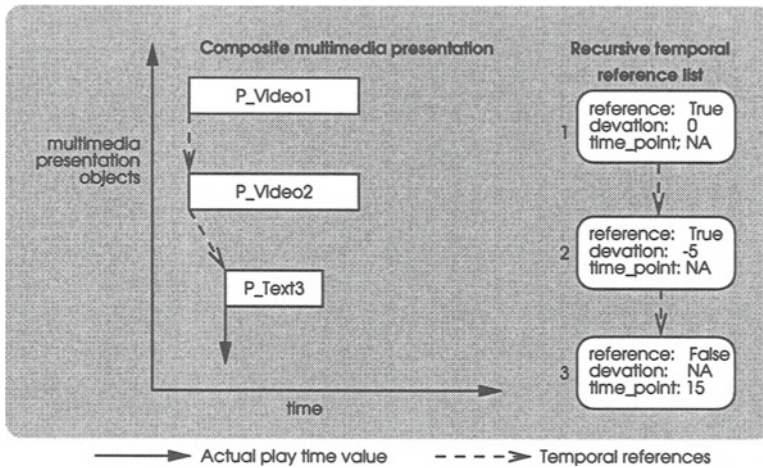 Composite multimedia presentation
P_Video1
multimedia
presentation
objects
P_Video2
P_Text3
time
Recursive temporal
reference list
1
reference: True
devation: 0
time_point; NA
2
reference: True
devation: -5
time_point: NA
3
reference: False
devation: NA
time_point: 15
Actual play time value
Temporal references